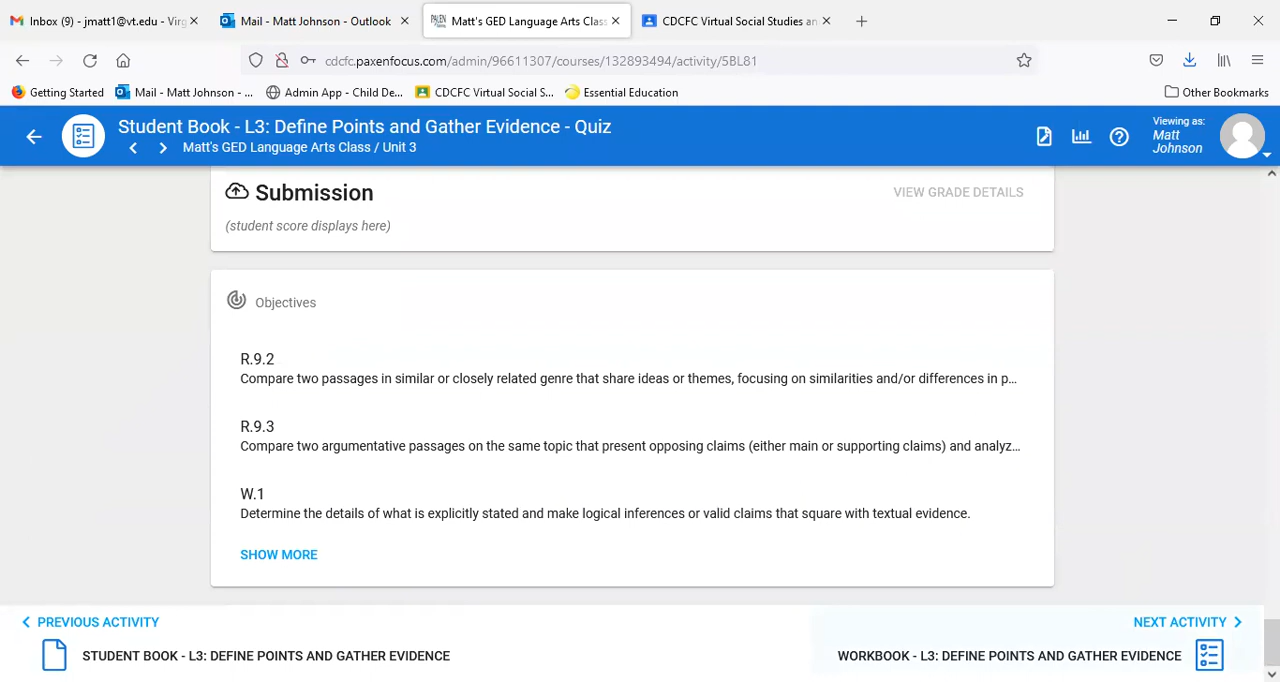 Inbox (9) - jmatt1@vt.edu - Virg
Mail - Matt Johnson - Outlook
PAXEN Matt's GED Language Arts Clas
CDCFC Virtual Social Studies an
cdcfc.paxenfocus.com/admin/96611307/courses/132893494/activity/5BL81
Getting Started
Mail - Matt Johnson - ...
Admin App - Child De...
CDCFC Virtual Social S...
Essential Education
Other Bookmarks
Student Book - L3: Define Points and Gather Evidence - Quiz
Matt's GED Language Arts Class / Unit 3
Viewing as:
Matt
Johnson
Submission
VIEW GRADE DETAILS
(student score displays here)
Objectives
R.9.2
Compare two passages in similar or closely related genre that share ideas or themes, focusing on similarities and/or differences in p...
R.9.3
Compare two argumentative passages on the same topic that present opposing claims (either main or supporting claims) and analyz...
W.1
Determine the details of what is explicitly stated and make logical inferences or valid claims that square with textual evidence.
SHOW MORE
PREVIOUS ACTIVITY
NEXT ACTIVITY
STUDENT BOOK - L3: DEFINE POINTS AND GATHER EVIDENCE
WORKBOOK - L3: DEFINE POINTS AND GATHER EVIDENCE